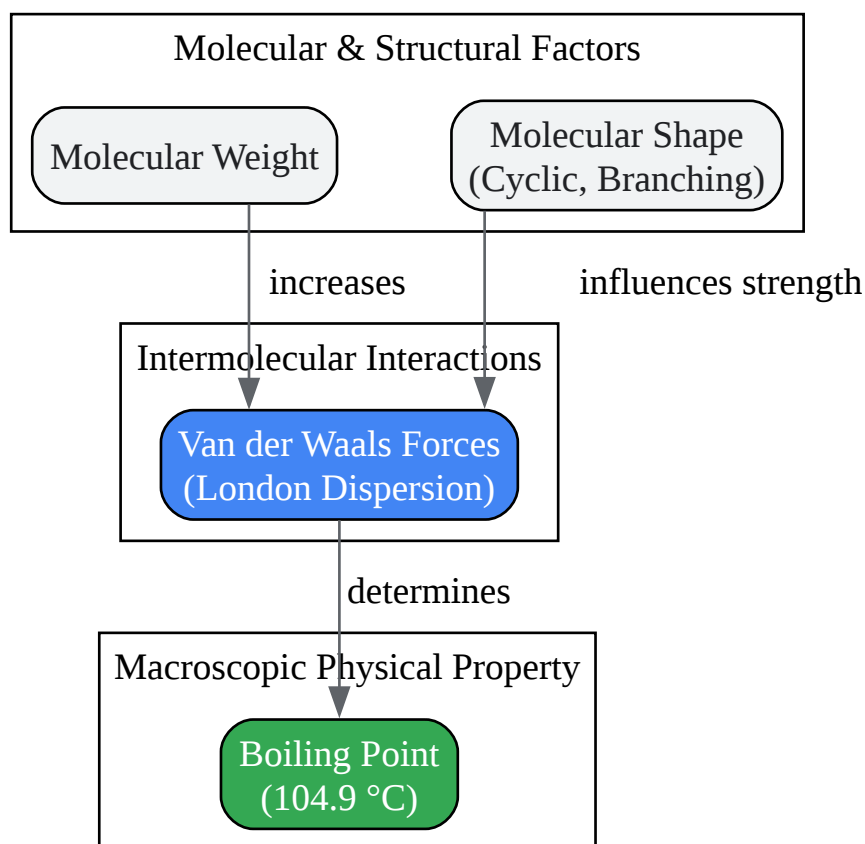 Molecular & Structural Factors
Molecular Weight
Molecular Shape
(Cyclic, Branching)
increases
influences strength
Intermolecular Interactions
Van der Waals Forces
(London Dispersion)
determines
Macroscopic Physical Property
Boiling Point
(104.9 °C)